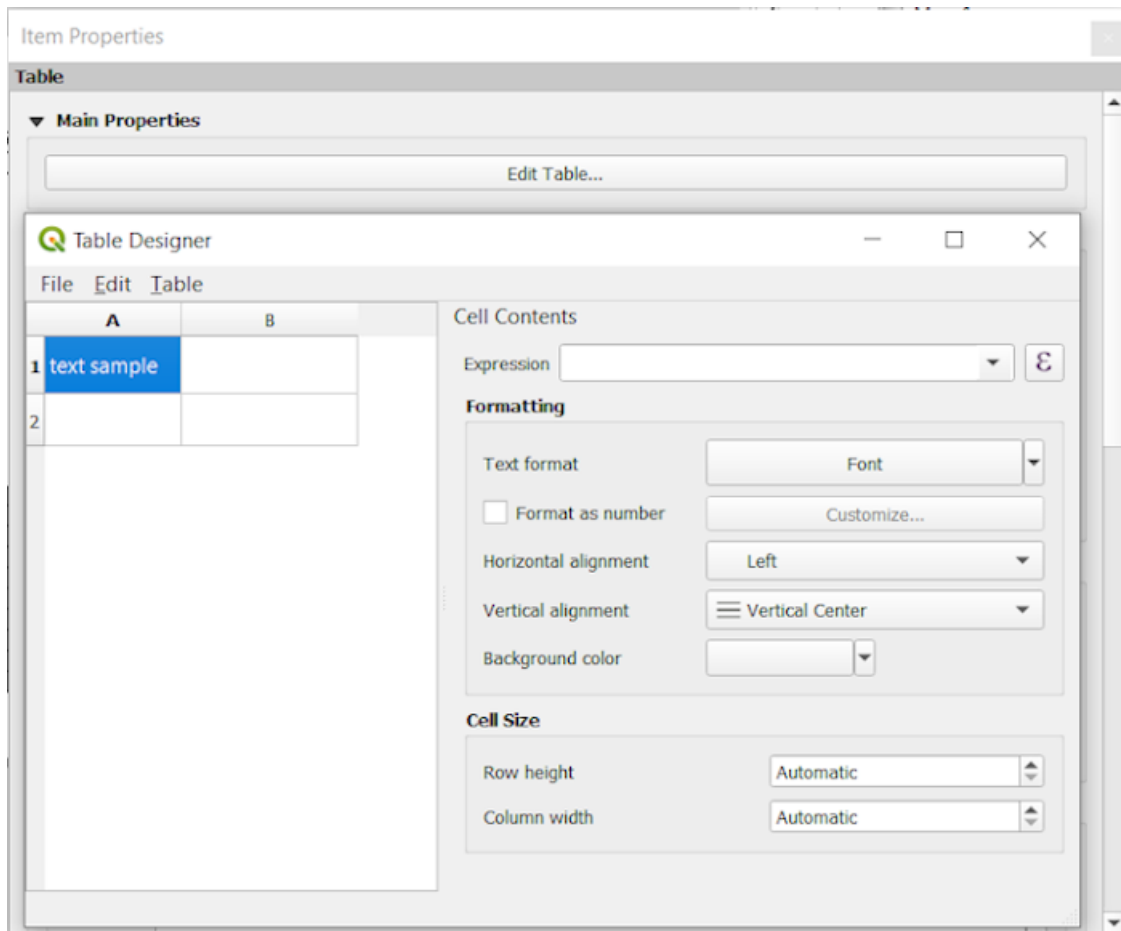 Item Properties
Table
Main Properties
Edit Table...
Table Designer
File Edit Table
A B
1 text sample
2
Cell Contents
Expression ε
Formatting
Text format Font
Format as number Customize...
Horizontal alignment Left
Vertical alignment Vertical Center
Background color
Cell Size
Row height Automatic
Column width Automatic